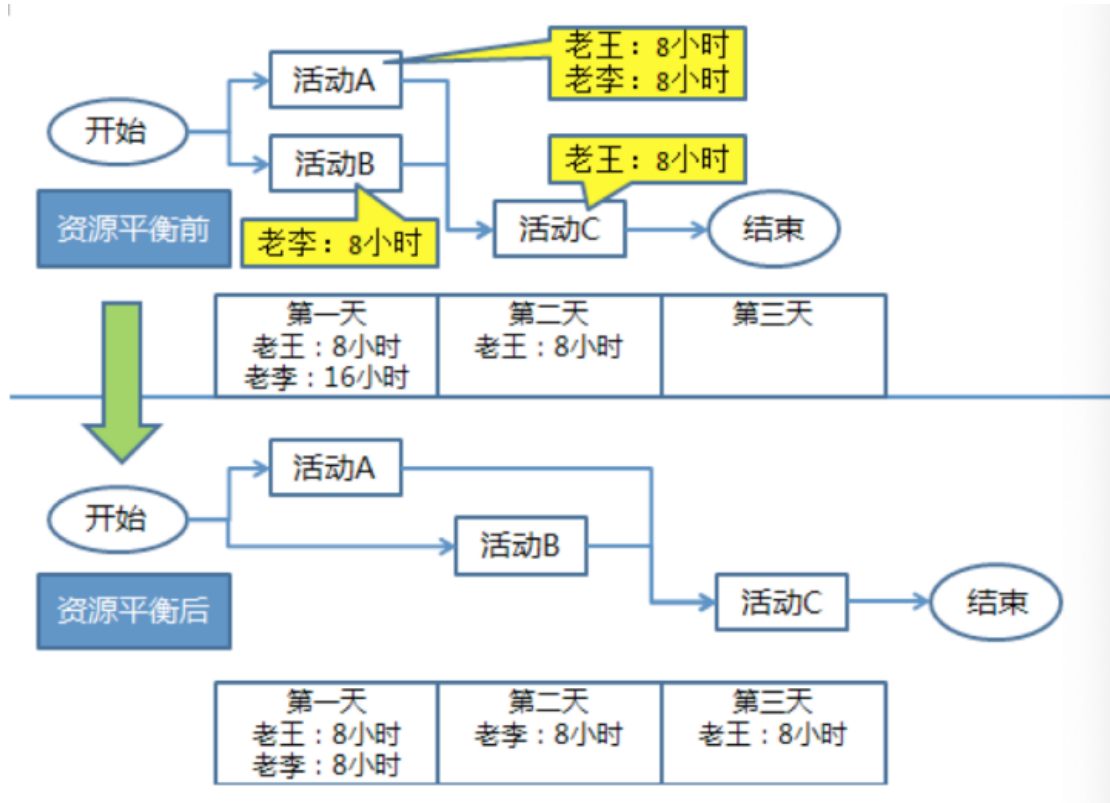 老王：8小时
老李：8小时
活动A
开始
活动B
老王：8小时
资源平衡前
老李：8小时
活动C
结束
第一天
老王：8小时
老李：16小时
第二天
老王：8小时
第三天
活动A
开始
活动B
资源平衡后
活动C
结束
第一天
老王：8小时
老李：8小时
第二天
老李：8小时
第三天
老王：8小时